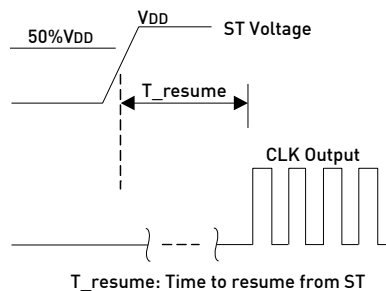 VDD
ST Voltage
50%VDD
T_resume
CLK Output
T_resume: Time to resume from ST